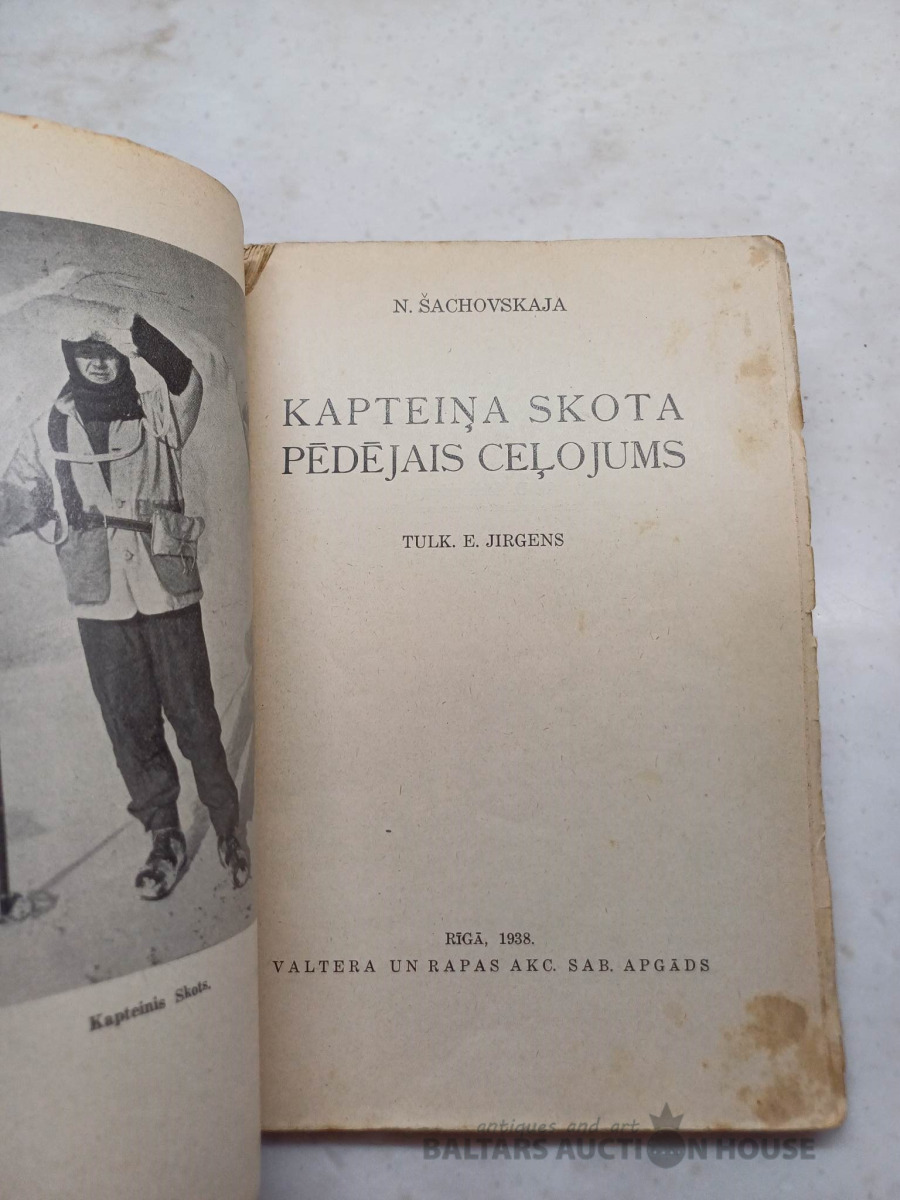 Kapteinis Skots.
N. ŠACHOVSKAJA
KAPTEIŅA SKOTA
PĒDĒJAIS CEĻOJUMS
TULK. E. JIRGENS
RĪGĀ, 1938.
VALTERA UN RAPAS AKC. SAB. APGĀDS
antiques and art
BALTARS AUCTION HOUSE